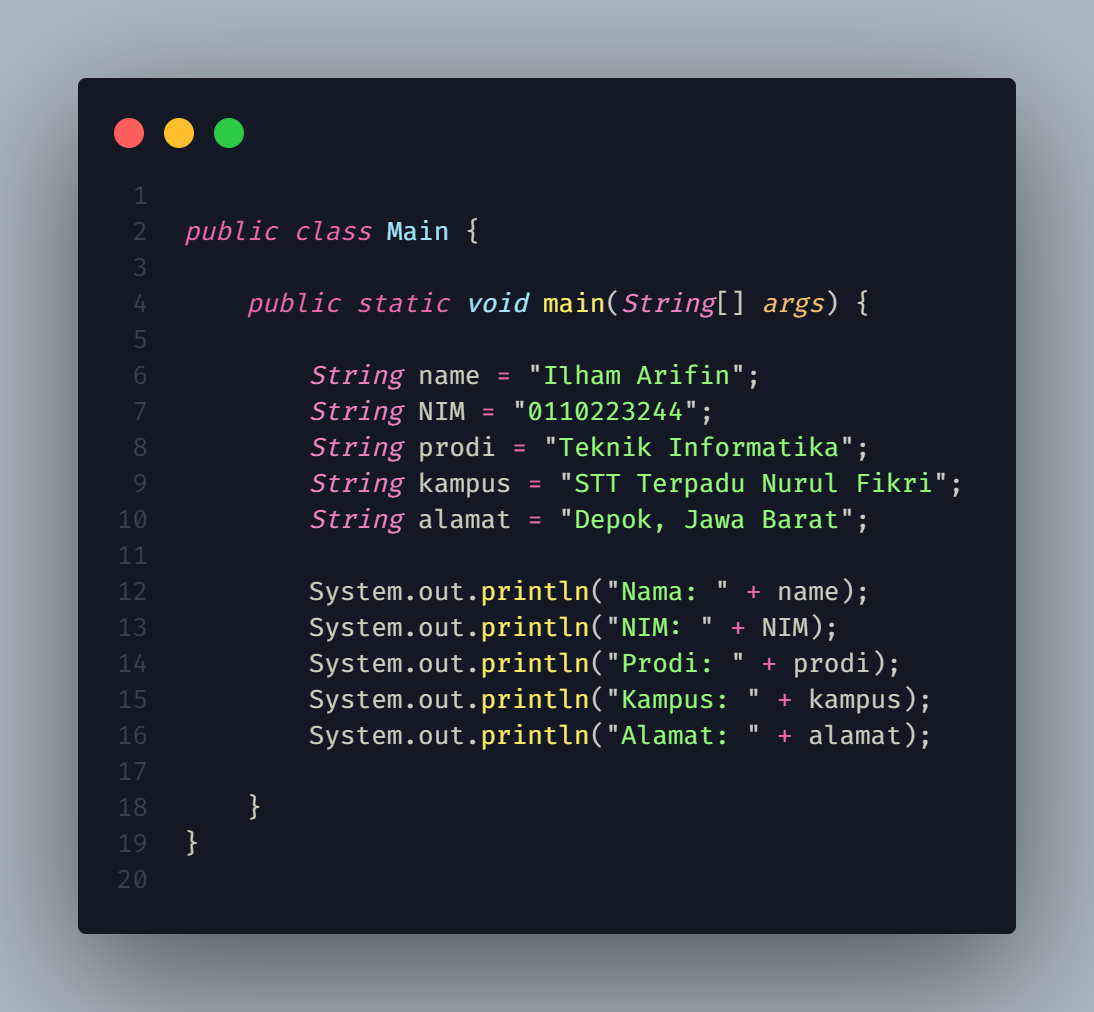 1
2 public class Main {
3
4     public static void main(String[] args) {
5
6         String name = "Ilham Arifin";
7         String NIM = "0110223244";
8         String prodi = "Teknik Informatika";
9         String kampus = "STT Terpadu Nurul Fikri";
10         String alamat = "Depok, Jawa Barat";
11
12         System.out.println("Nama: " + name);
13         System.out.println("NIM: " + NIM);
14         System.out.println("Prodi: " + prodi);
15         System.out.println("Kampus: " + kampus);
16         System.out.println("Alamat: " + alamat);
17
18     }
19 }
20